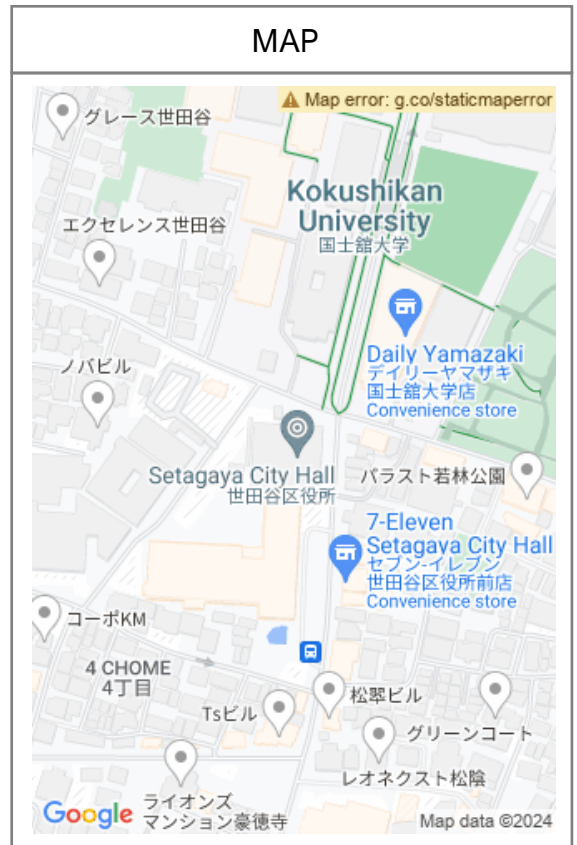 MAP
Map error: g.co/staticmaperror
グレース世田谷
Kokushikan
University
国士舘大学
エクセレンス世田谷
Daily Yamazaki
デイリーヤマザキ
国士舘大学店
Convenience store
ノバビル
Setagaya City Hall
世田谷区役所
パラスト若林公園
7-Eleven
Setagaya City Hall
セブン-イレブン
世田谷区役所前店
Convenience store
コーポKM
4 CHOME
4丁目
Tsビル
松翠ビル
グリーンコート
レオネクスト松陰
ライオンズ
マンション豪徳寺
Google
Map data ©2024